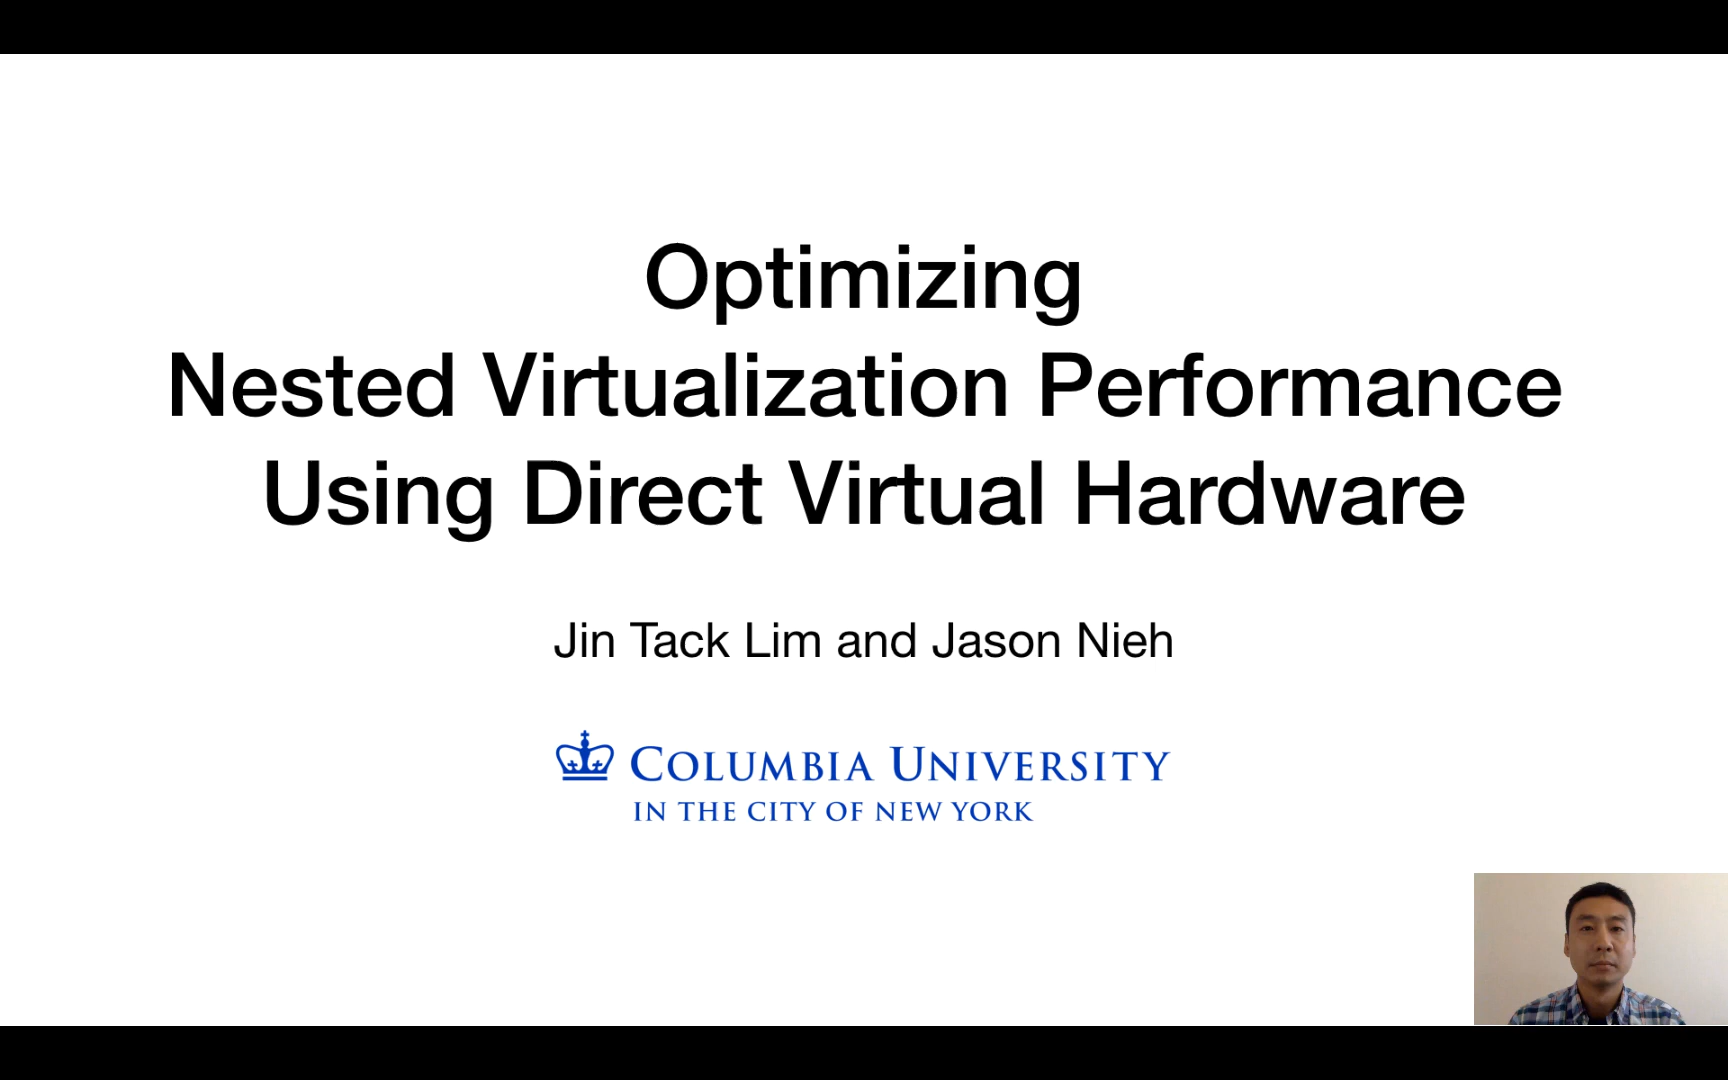 Optimizing
Nested Virtualization Performance
Using Direct Virtual Hardware
Jin Tack Lim and Jason Nieh
COLUMBIA UNIVERSITY
IN THE CITY OF NEW YORK